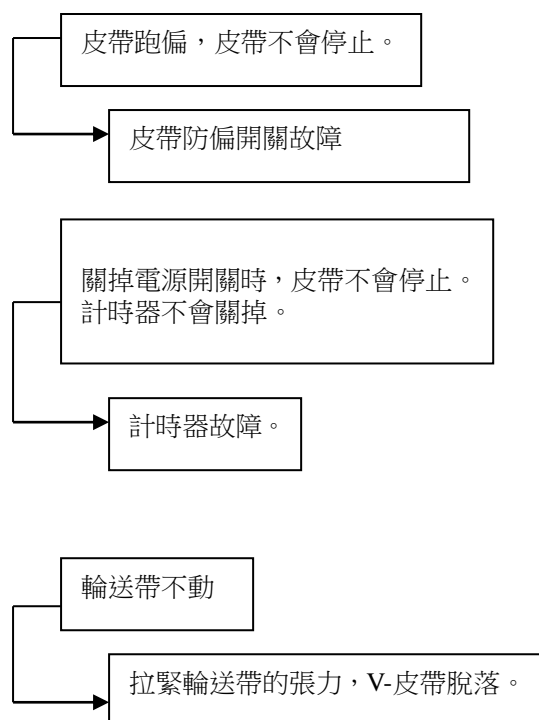 皮帶跑偏，皮帶不會停止。
皮帶防偏開關故障
關掉電源開關時，皮帶不會停止。
計時器不會關掉。
計時器故障。
輪送帶不動
拉緊輪送帶的張力，V-皮帶脫落。